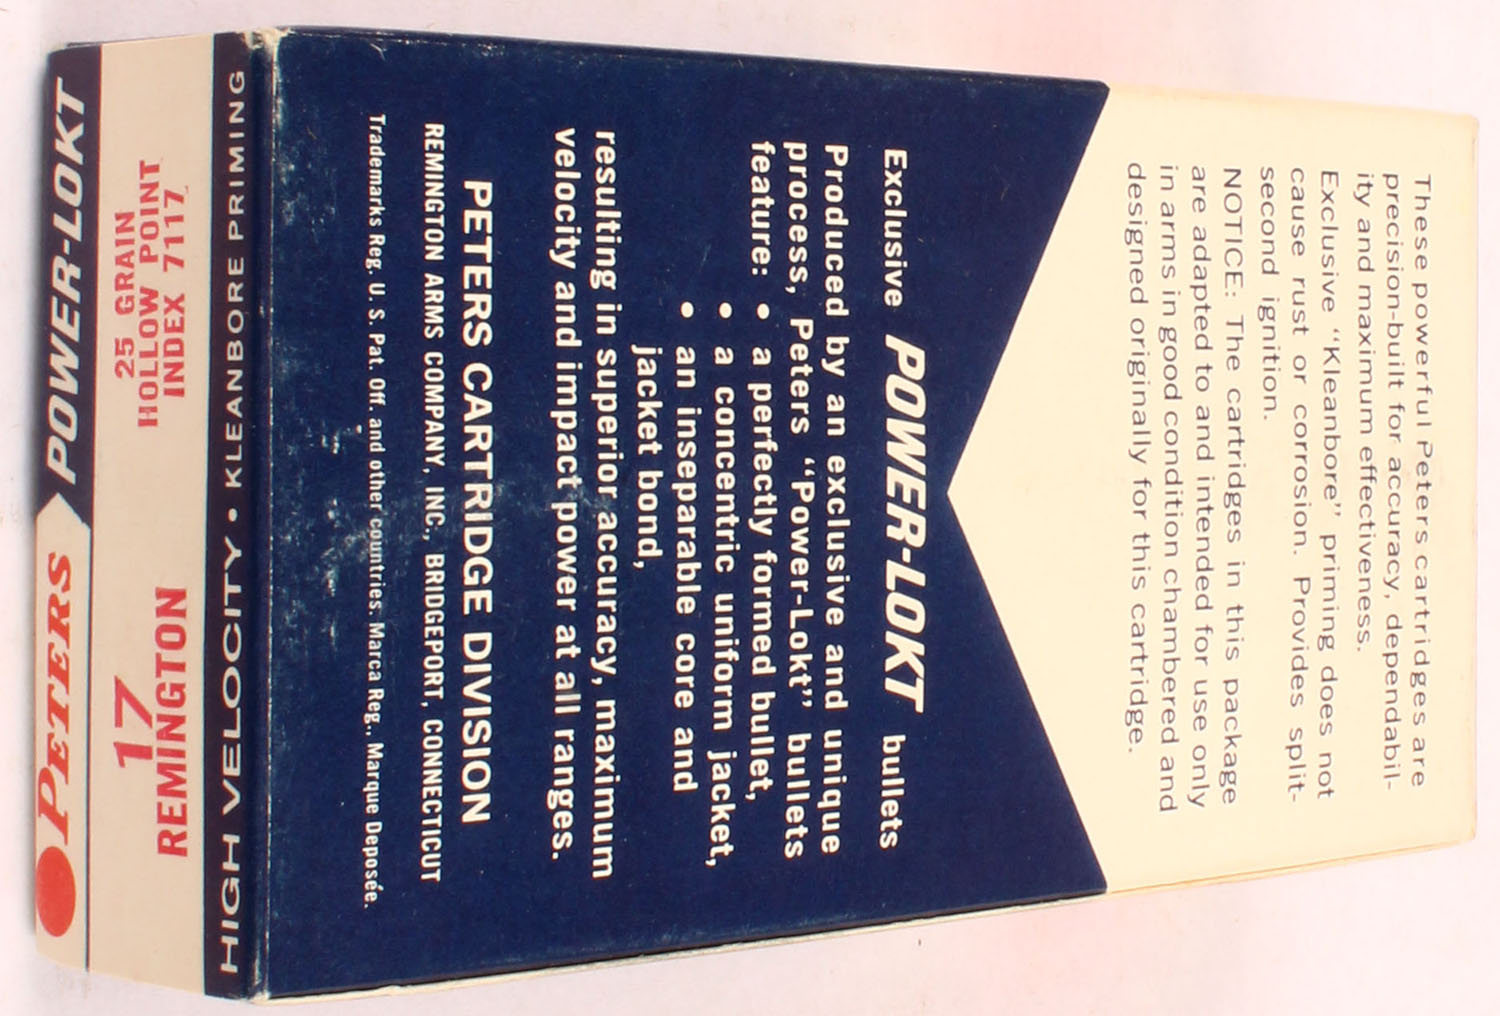 These powerful Peters cartridges are
precision-built for accuracy, dependabil-
ity and maximum effectiveness.
Exclusive "Kleanbore" priming does not
cause rust or corrosion. Provides split-
second ignition.
NOTICE: The cartridges in this package
are adapted to and intended for use only
in arms in good condition chambered and
designed originally for this cartridge.
Exclusive POWER-LOKT bullets
Produced by an exclusive and unique
process, Peters "Power-Lokt" bullets
feature: • a perfectly formed bullet,
• a concentric uniform jacket,
• an inseparable core and
jacket bond,
resulting in superior accuracy, maximum
velocity and impact power at all ranges.
PETERS CARTRIDGE DIVISION
REMINGTON ARMS COMPANY, INC., BRIDGEPORT, CONNECTICUT
Trademarks Reg. U. S. Pat. Off. and other countries. Marca Reg., Marque Deposée.
HIGH VELOCITY • KLEANBORE PRIMING
17
REMINGTON
25 GRAIN
HOLLOW POINT
INDEX 7117
PETERS POWER-LOKT